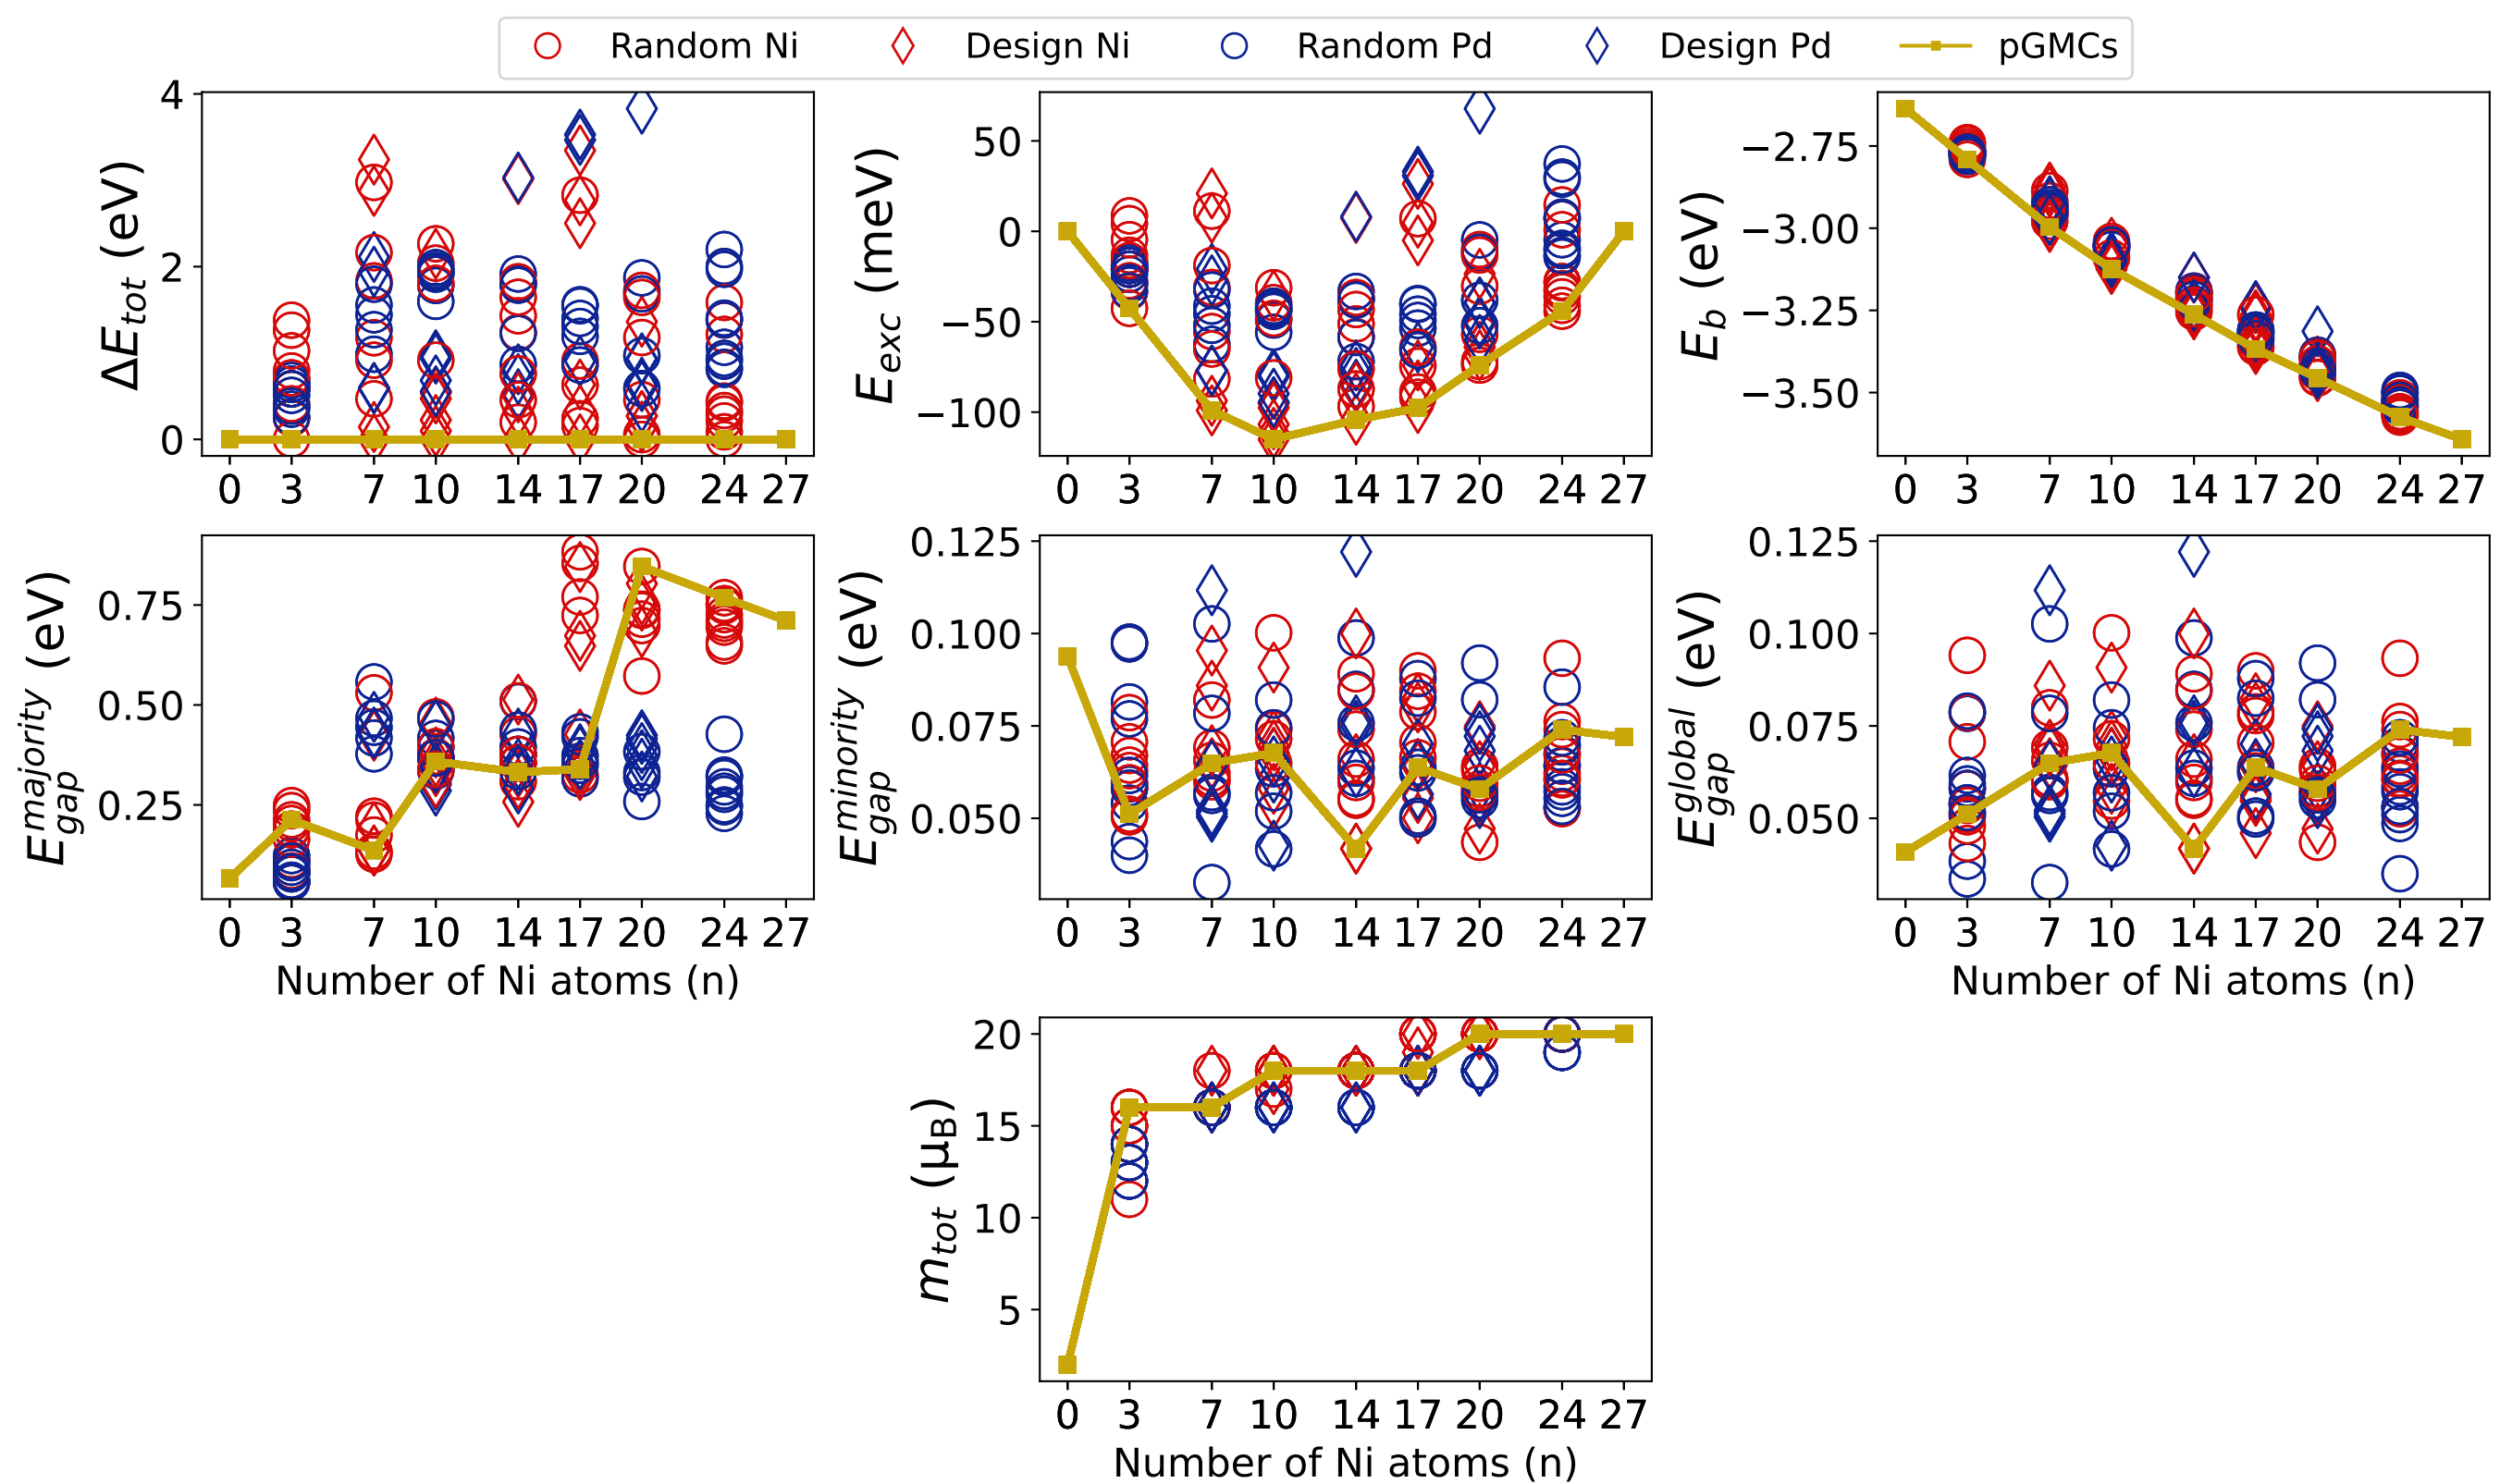 Random Ni Design Ni Random Pd Design Pd pGMCs
ΔE_tot (eV)
4
2
0
0 3 7 10 14 17 20 24 27
E_exc (meV)
50
0
−50
−100
0 3 7 10 14 17 20 24 27
E_b (eV)
−2.75
−3.00
−3.25
−3.50
0 3 7 10 14 17 20 24 27
E_gap^majority (eV)
0.75
0.50
0.25
0 3 7 10 14 17 20 24 27
Number of Ni atoms (n)
E_gap^minority (eV)
0.125
0.100
0.075
0.050
0 3 7 10 14 17 20 24 27
E_gap^global (eV)
0.125
0.100
0.075
0.050
0 3 7 10 14 17 20 24 27
Number of Ni atoms (n)
m_tot (μ_B)
20
15
10
5
0 3 7 10 14 17 20 24 27
Number of Ni atoms (n)